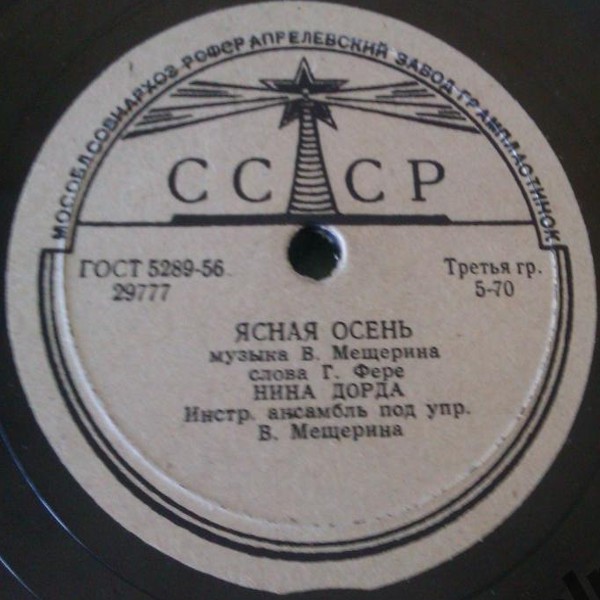 МОСОБЛСОВНАРХОЗ РСФСР АПРЕЛЕВСКИЙ ЗАВОД ГРАМПЛАСТИНОК
СССР
ГОСТ 5289-56
29777
Третья гр.
5-70
ЯСНАЯ ОСЕНЬ
музыка В. Мещерина
слова Г. Фере
НИНА ДОРДА
Инстр. ансамбль под упр.
В. Мещерина